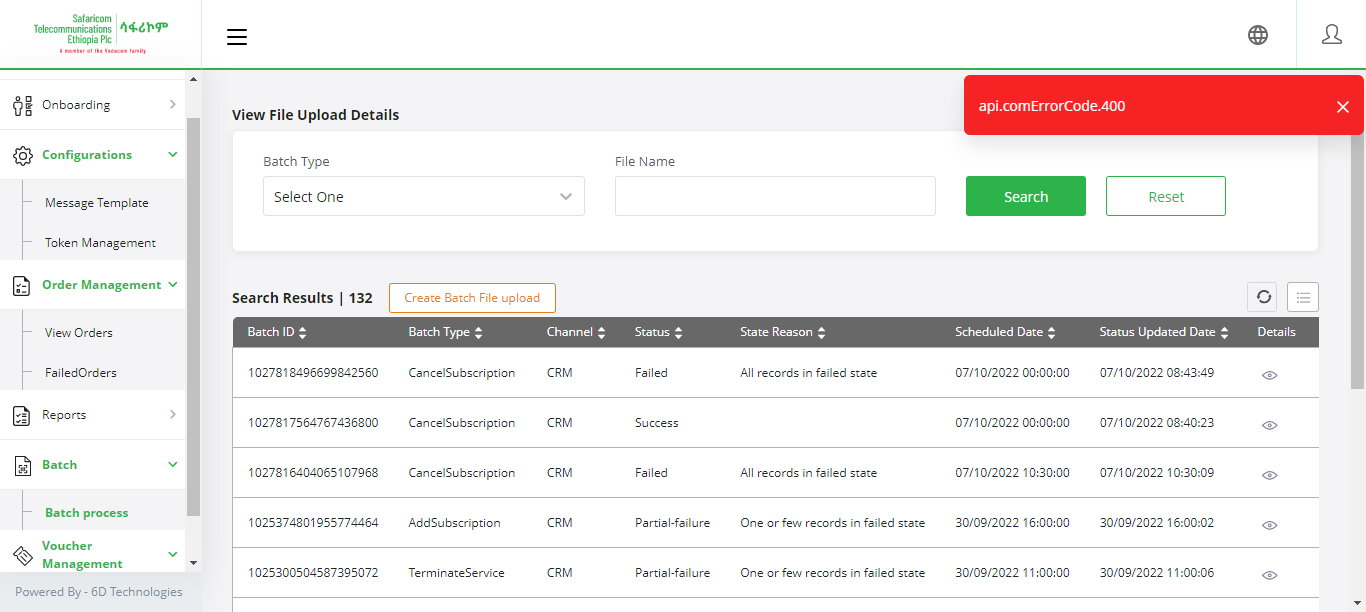 Safaricom
Telecommunications
Ethiopia Plc
ሳፋሪኮም
A member of the Vodacom family
api.comErrorCode.400
Onboarding
Configurations
Message Template
Token Management
Order Management
View Orders
FailedOrders
Reports
Batch
Batch process
Voucher
Management
Powered By - 6D Technologies
View File Upload Details
Batch Type
File Name
Select One
Search
Reset
Search Results | 132
Create Batch File upload
Batch ID Batch Type Channel Status State Reason Scheduled Date Status Updated Date Details
1027818496699842560 CancelSubscription CRM Failed All records in failed state 07/10/2022 00:00:00 07/10/2022 08:43:49
1027817564767436800 CancelSubscription CRM Success 07/10/2022 00:00:00 07/10/2022 08:40:23
1027816404065107968 CancelSubscription CRM Failed All records in failed state 07/10/2022 10:30:00 07/10/2022 10:30:09
1025374801955774464 AddSubscription CRM Partial-failure One or few records in failed state 30/09/2022 16:00:00 30/09/2022 16:00:02
1025300504587395072 TerminateService CRM Partial-failure One or few records in failed state 30/09/2022 11:00:00 30/09/2022 11:00:06